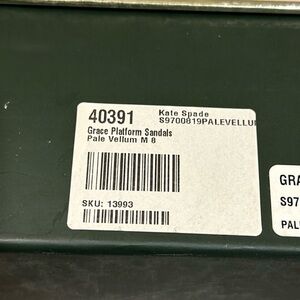 40391
Kate Spade
S9700819PALEVELLU
Grace Platform Sandals
Pale Vellum M 8
SKU: 13993
GRA
S97
PAL